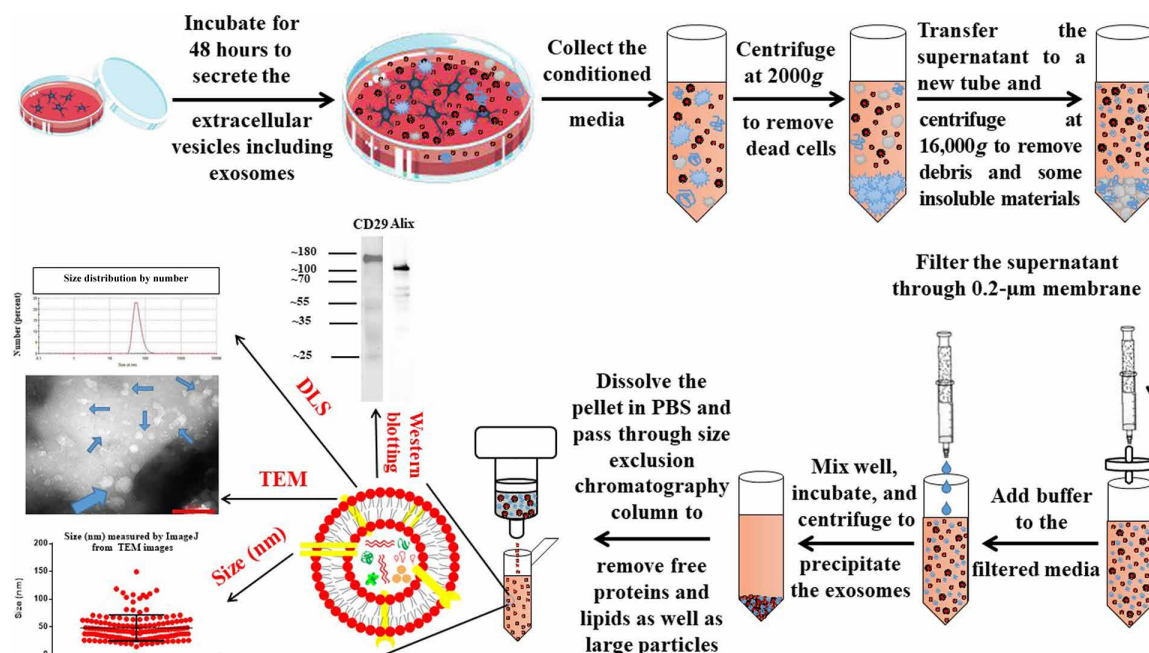 Incubate for
48 hours to
secrete the
extracellular
vesicles including
exosomes
Collect the
conditioned
media
Centrifuge
at 2000g
to remove
dead cells
Transfer the
supernatant to a
new tube and
centrifuge at
16,000g to remove
debris and some
insoluble materials
Filter the supernatant
through 0.2-µm membrane
Add buffer
to the
filtered media
Mix well,
incubate, and
centrifuge to
precipitate
the exosomes
Dissolve the
pellet in PBS and
pass through size
exclusion
chromatography
column to
remove free
proteins and
lipids as well as
large particles
CD29 Alix
~180
~100
~70
~55
~35
~25
Western
blotting
DLS
TEM
Size (nm)
Size distribution by number
Number (percent)
Size (nm) measured by ImageJ
from TEM images
Size (nm)
200
150
100
50
0